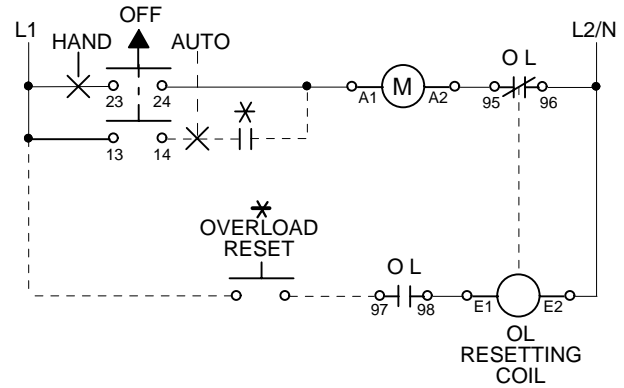 OFF
L1
HAND
AUTO
L2/N
O L
23 24
A1
M
A2
95 96
13 14
OVERLOAD
RESET
O L
97 98
E1
E2
OL
RESETTING
COIL